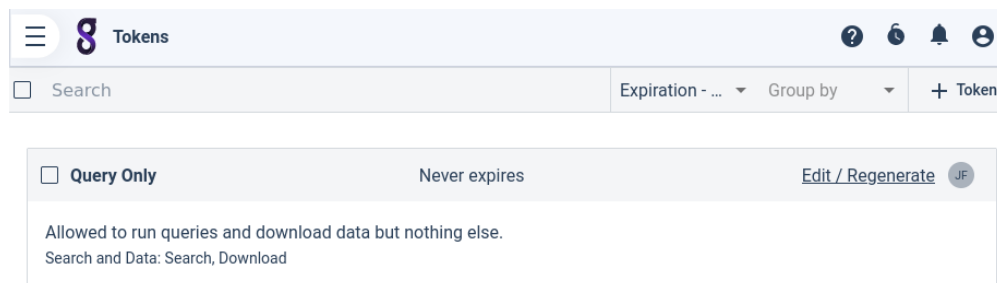 Tokens
Search
Expiration - ...
Group by
+ Token
Query Only
Never expires
Edit / Regenerate
JF
Allowed to run queries and download data but nothing else.
Search and Data: Search, Download